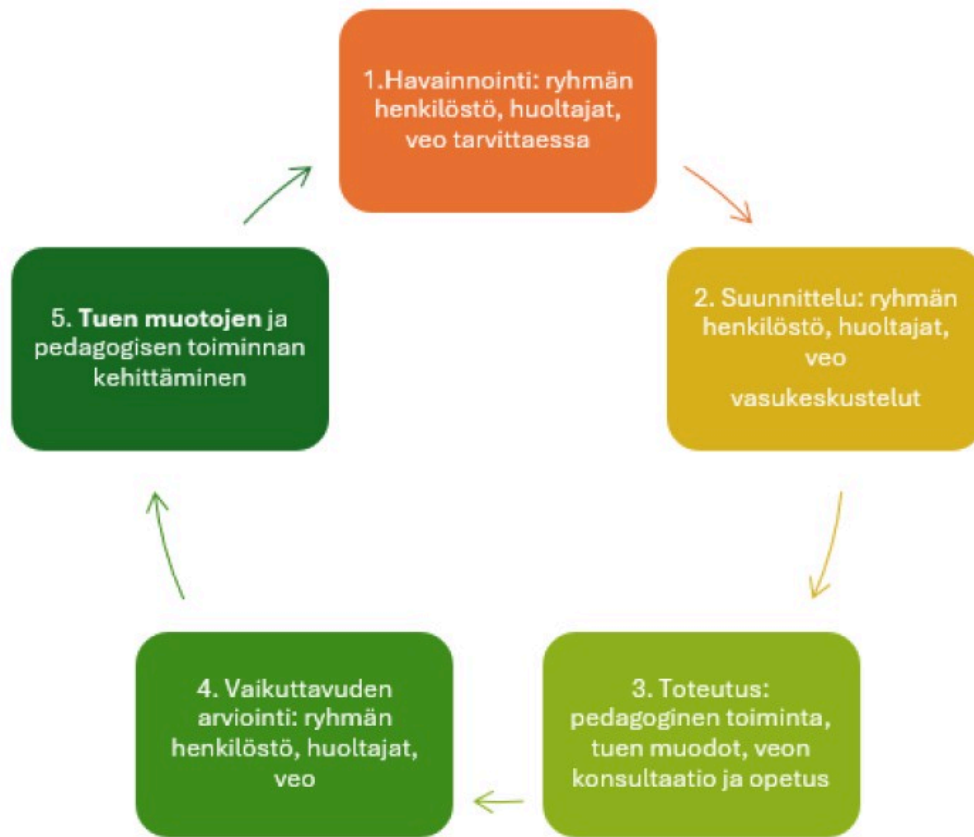 1.Havainnointi: ryhmän
henkilöstö, huoltajat,
veo tarvittaessa
2. Suunnittelu: ryhmän
henkilöstö, huoltajat,
veo
vasukeskustelut
3. Toteutus:
pedagoginen toiminta,
tuen muodot, veon
konsultaatio ja opetus
4. Vaikuttavuden
arviointi: ryhmän
henkilöstö, huoltajat,
veo
5. Tuen muotojen ja
pedagogisen toiminnan
kehittäminen